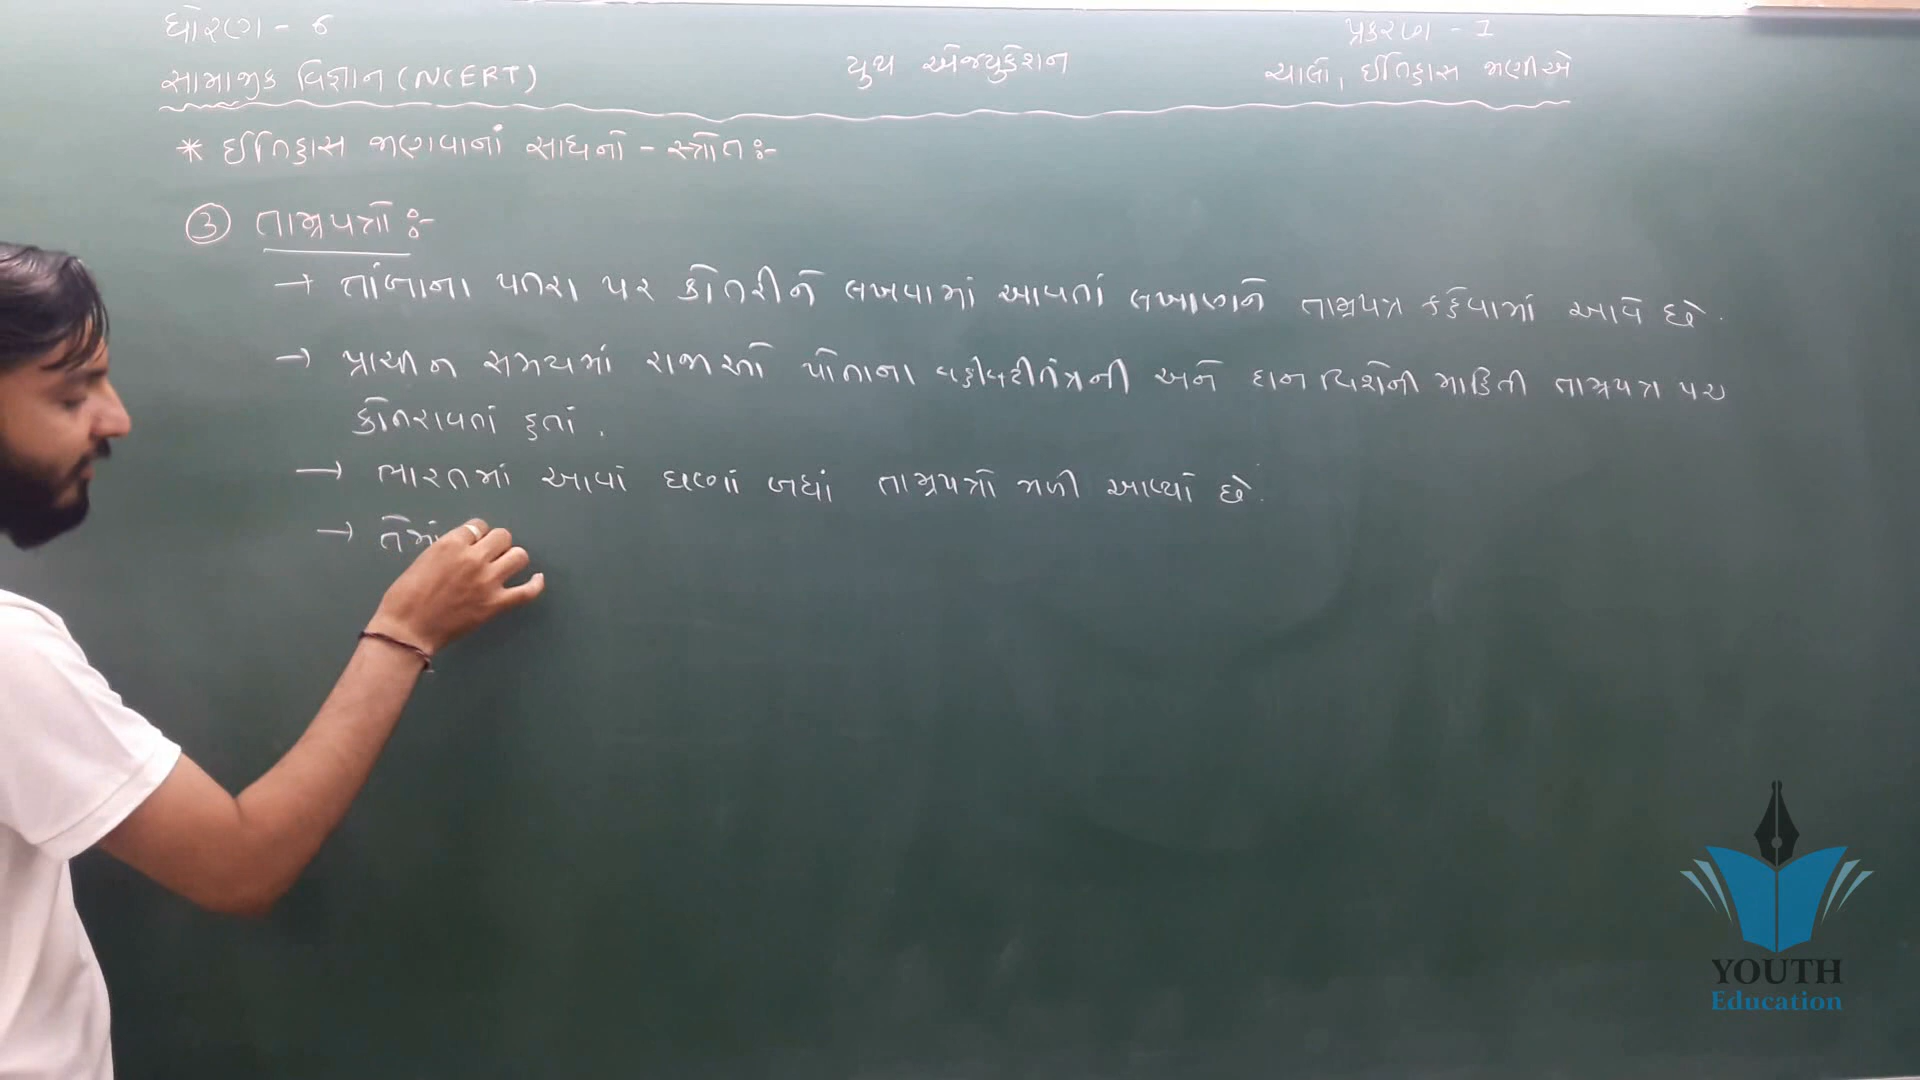 ધોરણ - 6
સામાજીક વિજ્ઞાન (NCERT)
યુથ એજ્યુકેશન
પ્રકરણ - 1
ચાલો, ઈતિહાસ જાણીએ
* ઈતિહાસ જાણવાનાં સાધનો - સ્ત્રોત :-
③ તામ્રપત્રો :-
→ તાંબાના પતરા પર કોતરીને લખવામાં આવતાં લખાણને તામ્રપત્ર કહેવામાં આવે છે.
→ પ્રાચીન સમયમાં રાજાઓ પોતાના વહીવટીતંત્રની અને દાન વિશેની માહિતી તામ્રપત્ર પર
કોતરાવતાં હતાં.
→ ભારતમાં આવાં ઘણાં બધાં તામ્રપત્રો મળી આવ્યાં છે.
→ તેમાં
YOUTH
Education